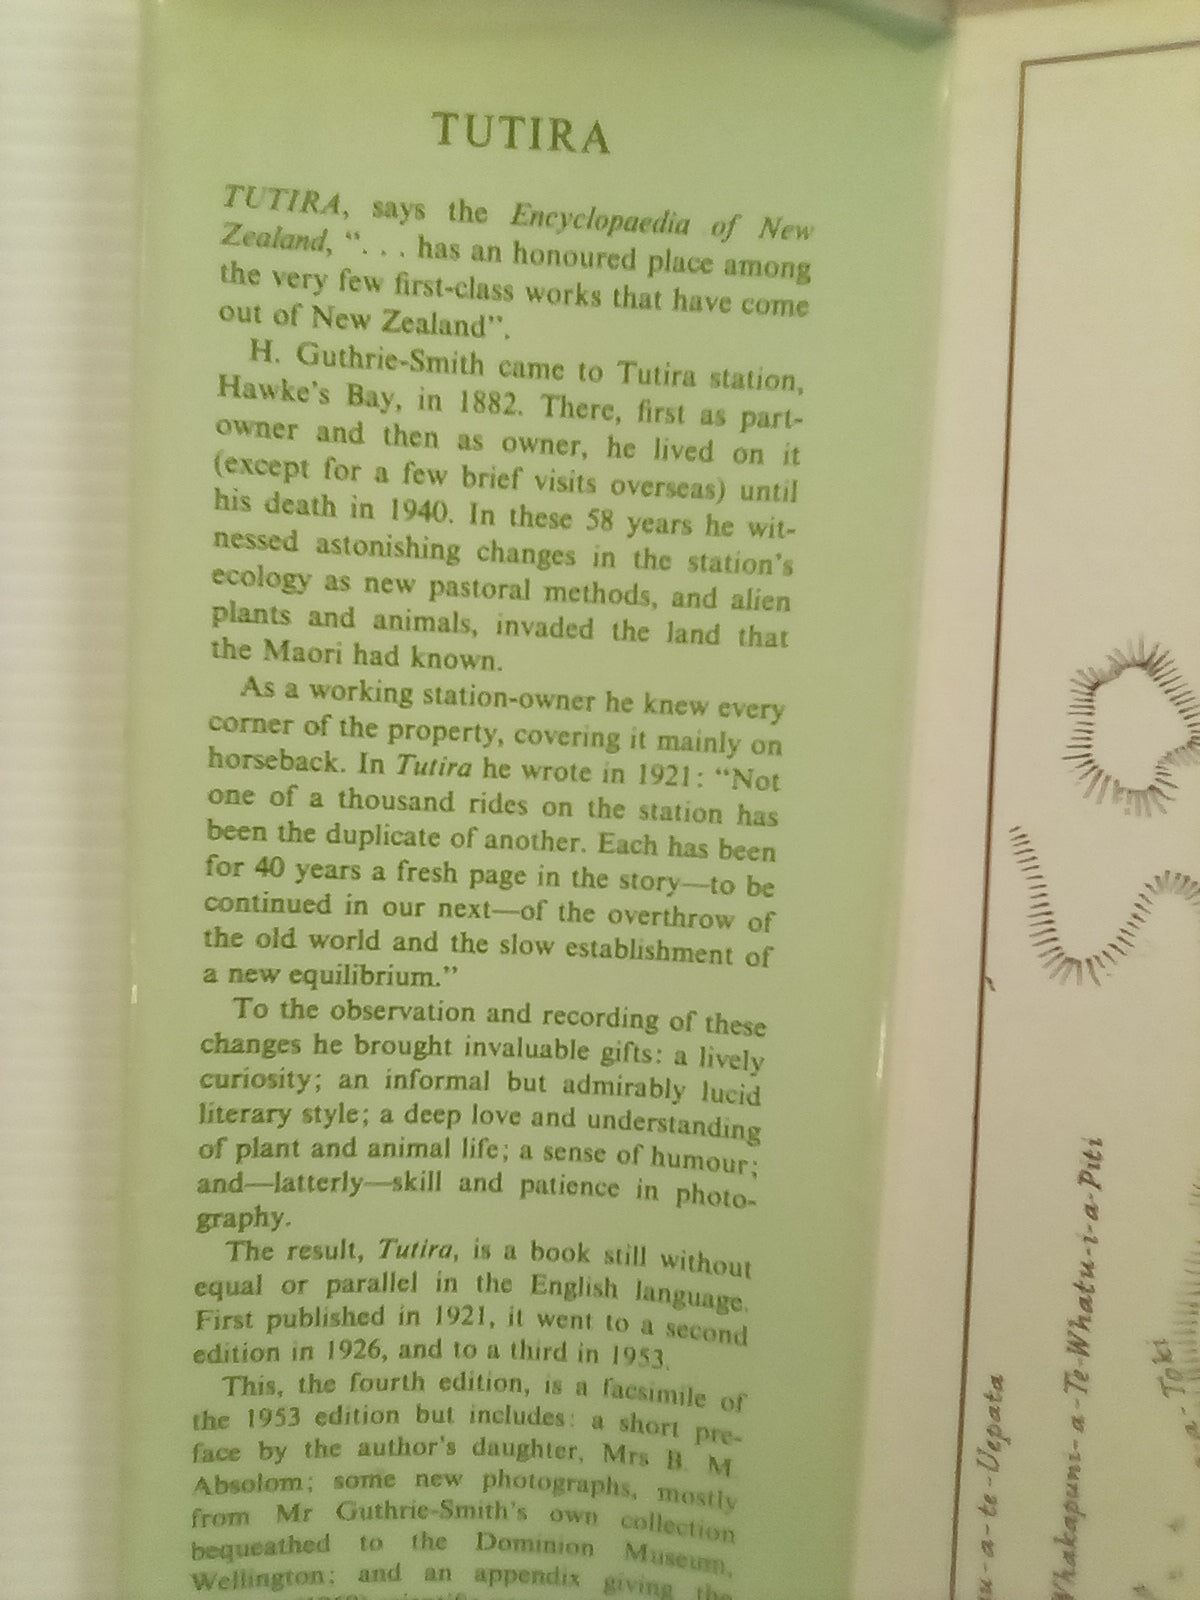 TUTIRA
TUTIRA, says the Encyclopaedia of New
Zealand, “. . . has an honoured place among
the very few first-class works that have come
out of New Zealand”.
H. Guthrie-Smith came to Tutira station,
Hawke’s Bay, in 1882. There, first as part-
owner and then as owner, he lived on it
(except for a few brief visits overseas) until
his death in 1940. In these 58 years he wit-
nessed astonishing changes in the station’s
ecology as new pastoral methods, and alien
plants and animals, invaded the land that
the Maori had known.
As a working station-owner he knew every
corner of the property, covering it mainly on
horseback. In Tutira he wrote in 1921: “Not
one of a thousand rides on the station has
been the duplicate of another. Each has been
for 40 years a fresh page in the story—to be
continued in our next—of the overthrow of
the old world and the slow establishment of
a new equilibrium.”
To the observation and recording of these
changes he brought invaluable gifts: a lively
curiosity; an informal but admirably lucid
literary style; a deep love and understanding
of plant and animal life; a sense of humour;
and—latterly—skill and patience in photo-
graphy.
The result, Tutira, is a book still without
equal or parallel in the English language.
First published in 1921, it went to a second
edition in 1926, and to a third in 1953.
This, the fourth edition, is a facsimile of
the 1953 edition but includes: a short pre-
face by the author’s daughter, Mrs B. M.
Absolom; some new photographs, mostly
from Mr Guthrie-Smith’s own collection
bequeathed to the Dominion Museum,
Wellington; and an appendix giving the
u-a-te-Uepata
Whakapuni-a-Te-Whatu-i-a-Piti
a-Toki